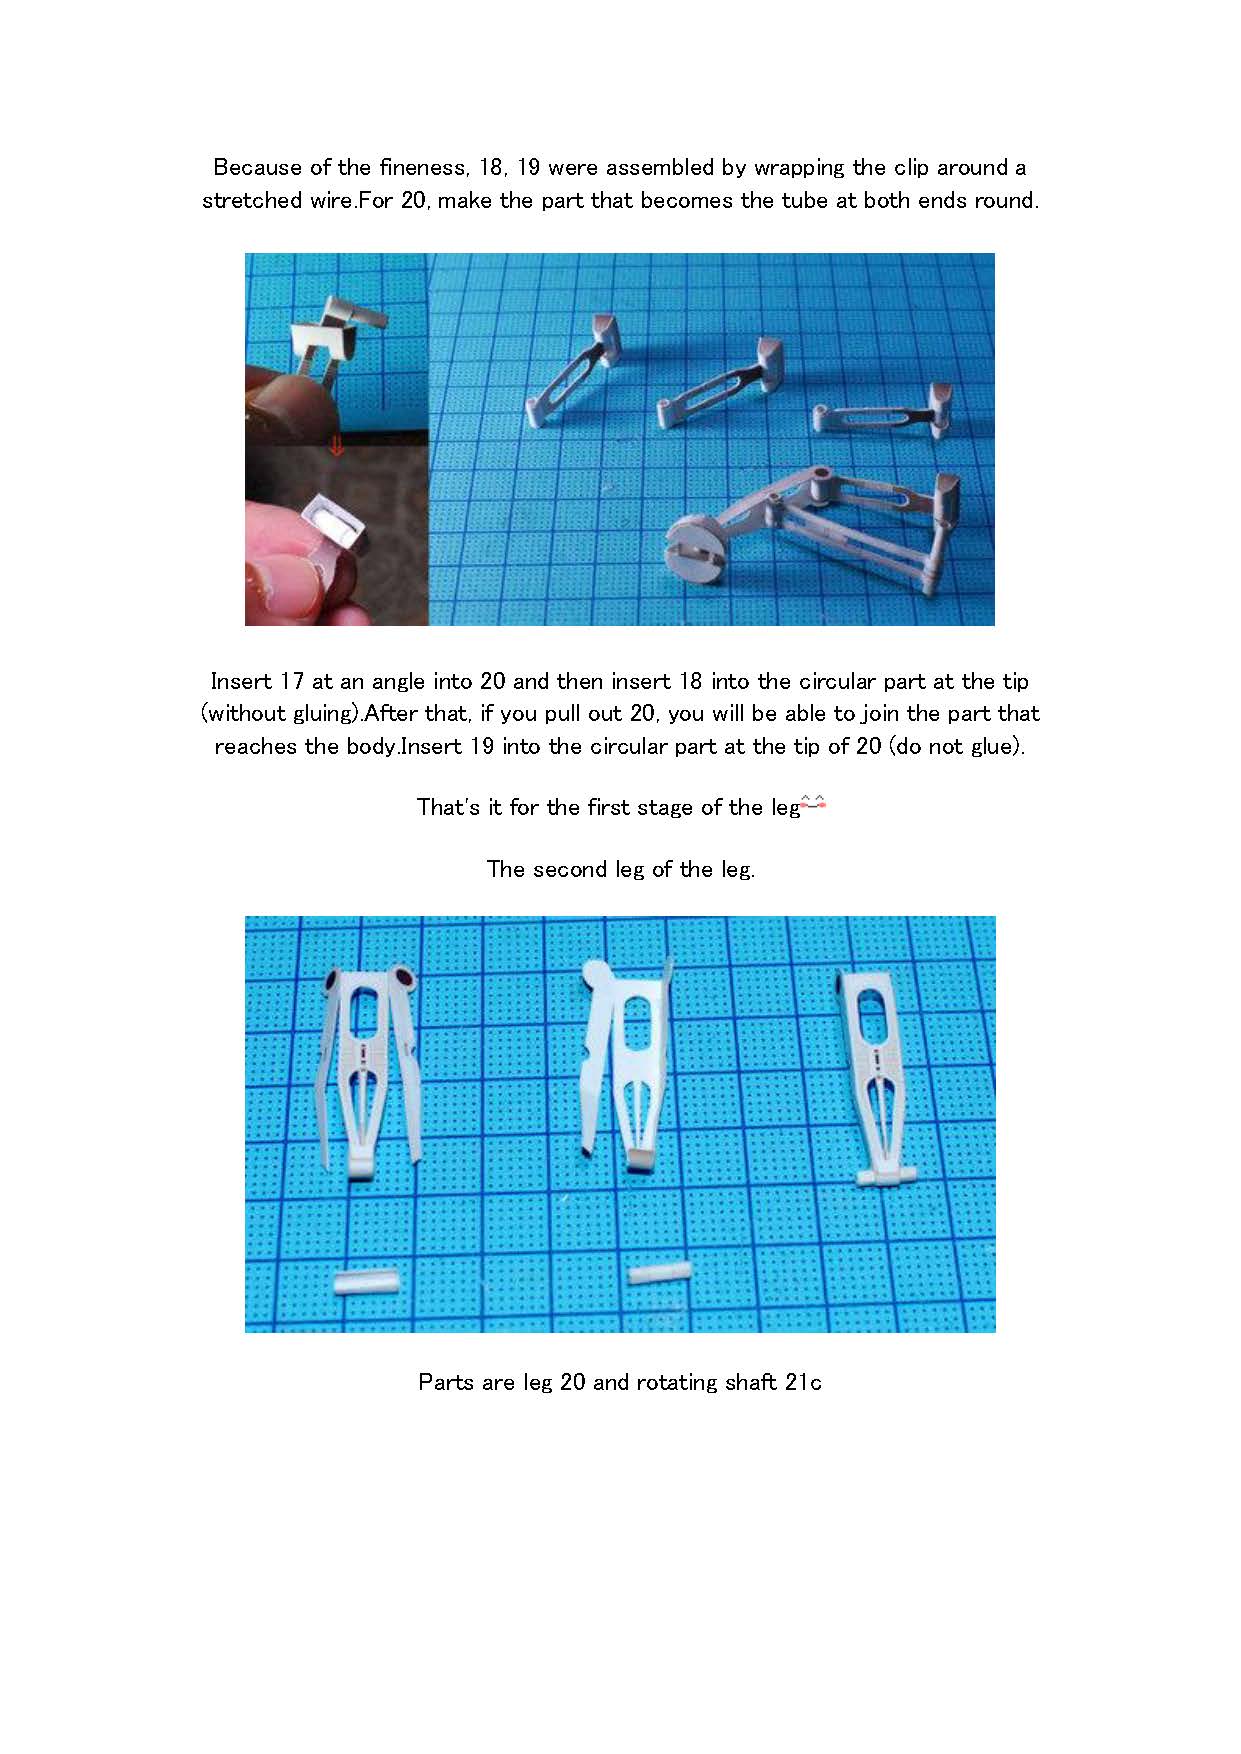 Because of the fineness, 18, 19 were assembled by wrapping the clip around a
stretched wire.For 20, make the part that becomes the tube at both ends round.
Insert 17 at an angle into 20 and then insert 18 into the circular part at the tip
(without gluing).After that, if you pull out 20, you will be able to join the part that
reaches the body.Insert 19 into the circular part at the tip of 20 (do not glue).
That's it for the first stage of the leg
The second leg of the leg.
Parts are leg 20 and rotating shaft 21c